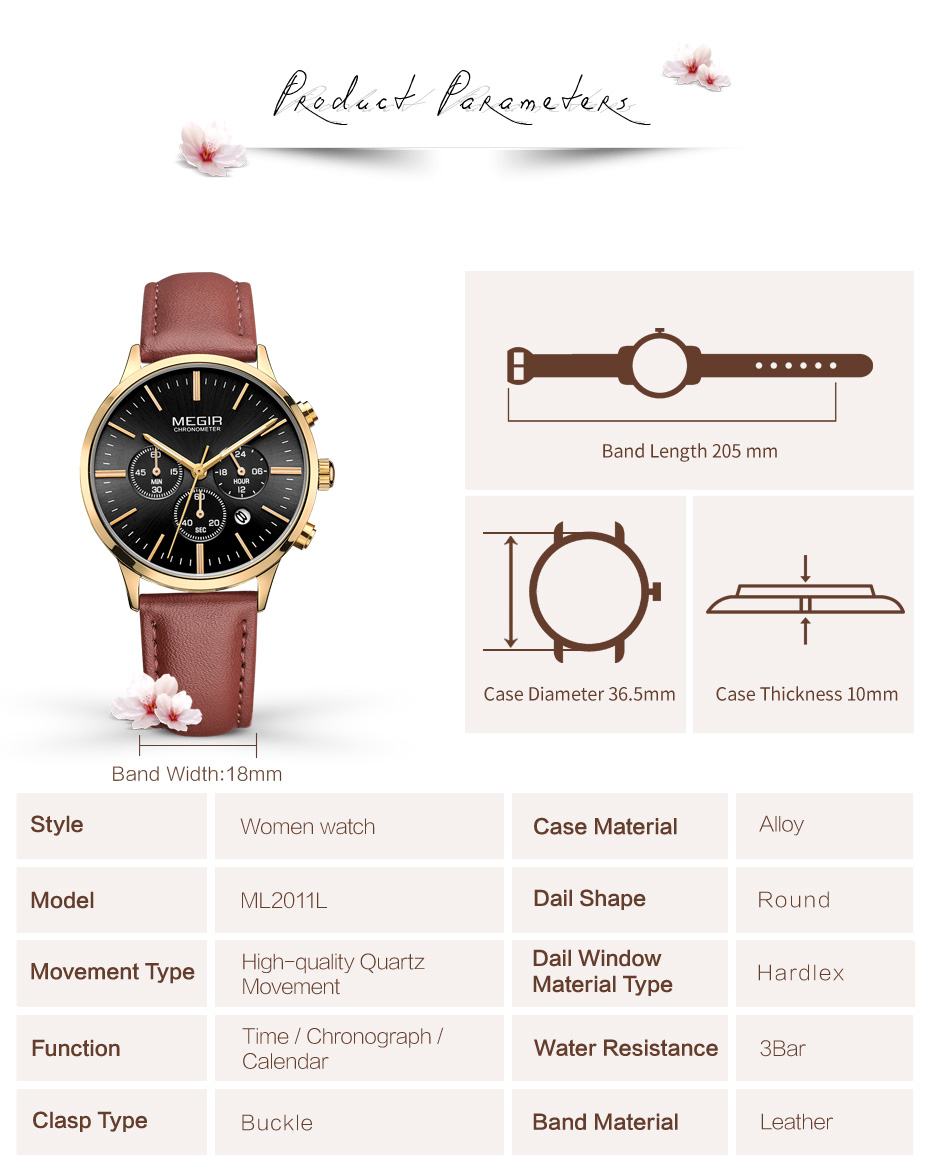 Product Parameters
MEGIR
CHRONOMETER
60
45 15
MIN
30
24
18 06
HOUR
12
60
40 20
SEC
Band Width:18mm
Band Length 205 mm
Case Diameter 36.5mm
Case Thickness 10mm
Style
Women watch
Case Material
Alloy
Model
ML2011L
Dail Shape
Round
Movement Type
High-quality Quartz
Movement
Dail Window
Material Type
Hardlex
Function
Time / Chronograph /
Calendar
Water Resistance
3Bar
Clasp Type
Buckle
Band Material
Leather